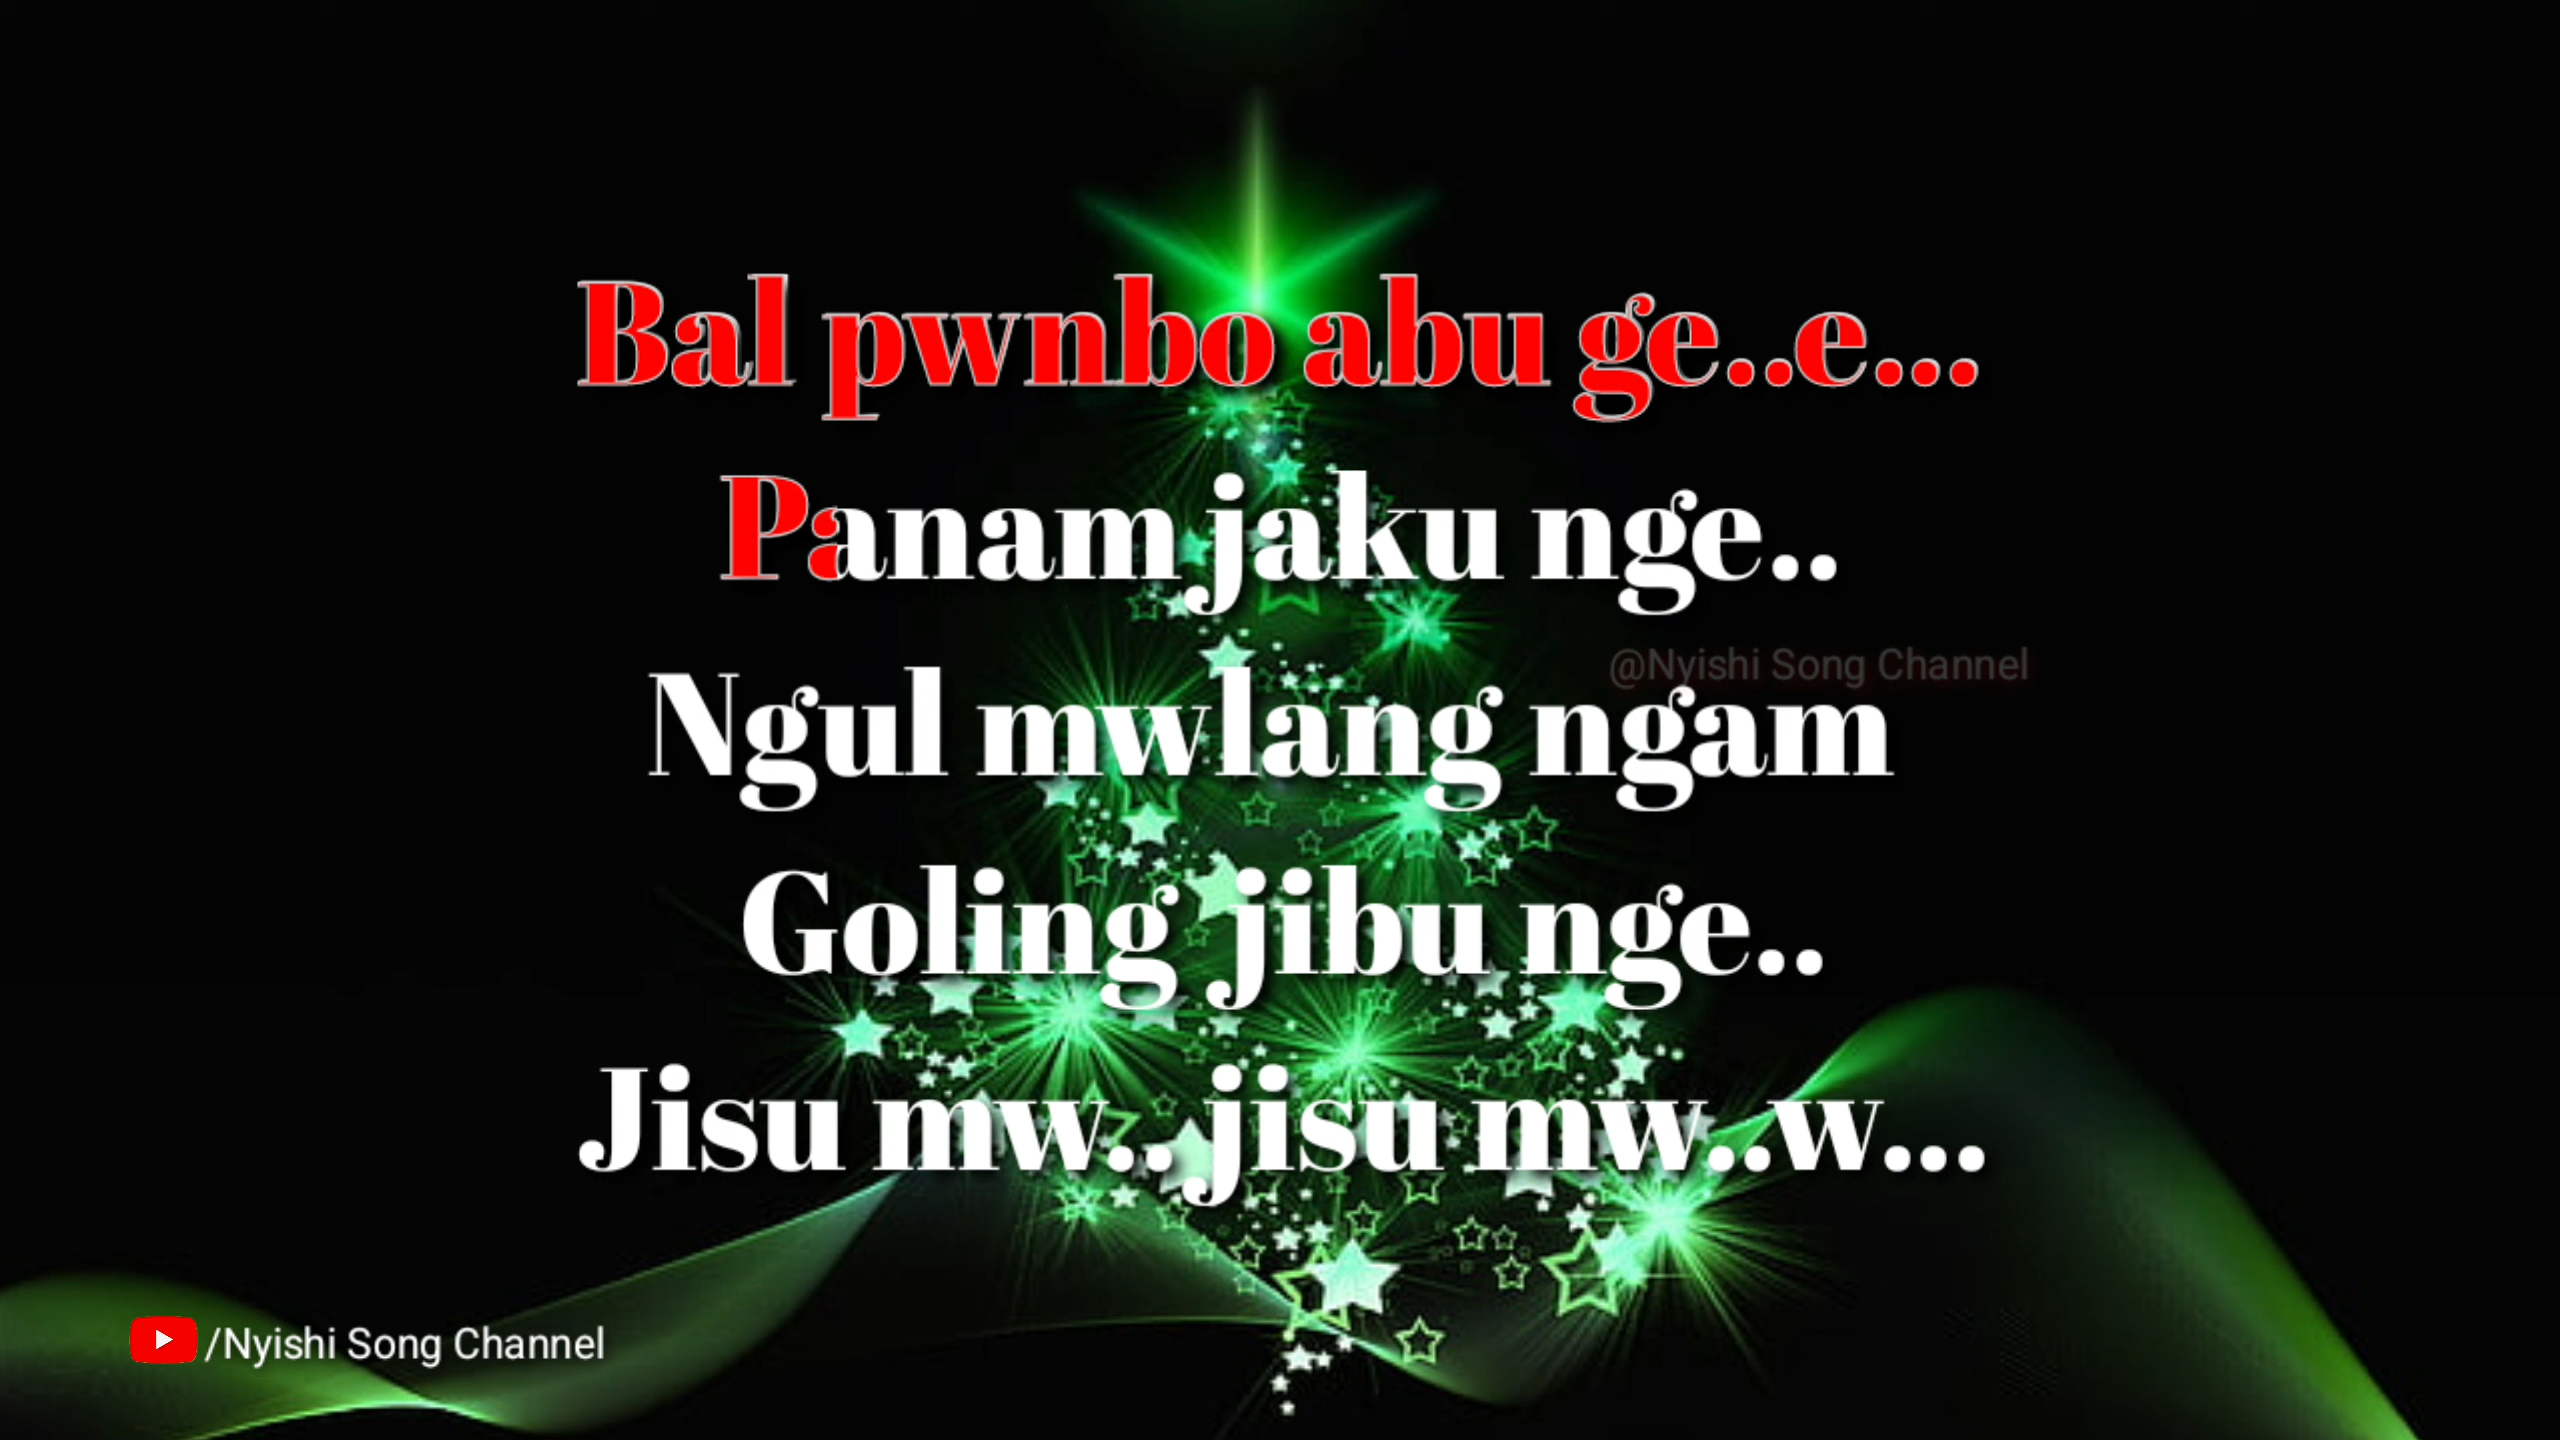 Bal pwnbo abu ge..e...
Panam jaku nge..
@Nyishi Song Channel
Ngul mwlang ngam
Goling jibu nge..
Jisu mw.. jisu mw..w...
/Nyishi Song Channel